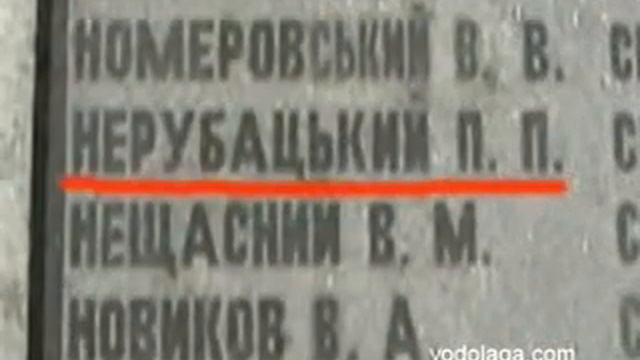 НОМЕРОВСЬКИЙ В. В. С
НЕРУБАЦЬКИЙ П. П. С
НЕЩАСНИЙ В. М. С
НОВИКОВ В. А
vodolaga.com